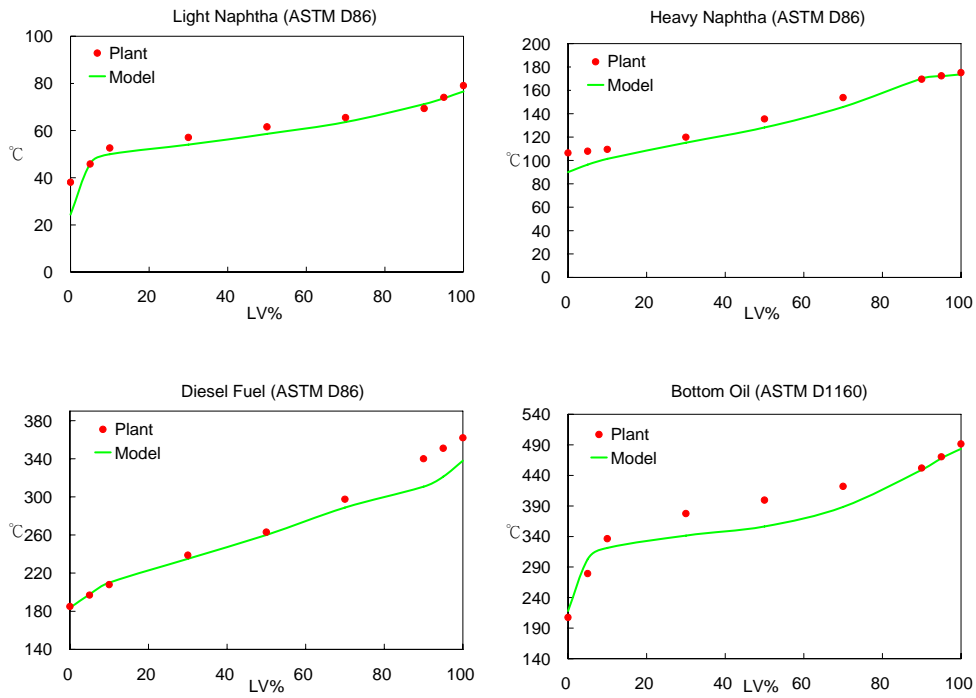 Light Naphtha (ASTM D86)
100
80
60
40
20
0
℃
Plant
Model
0 20 40 60 80 100
LV%
Heavy Naphtha (ASTM D86)
200
180
160
140
120
100
80
60
40
20
0
℃
Plant
Model
0 20 40 60 80 100
LV%
Diesel Fuel (ASTM D86)
380
340
300
260
220
180
140
℃
Plant
Model
0 20 40 60 80 100
LV%
Bottom Oil (ASTM D1160)
540
490
440
390
340
290
240
190
140
℃
Plant
Model
0 20 40 60 80 100
LV%